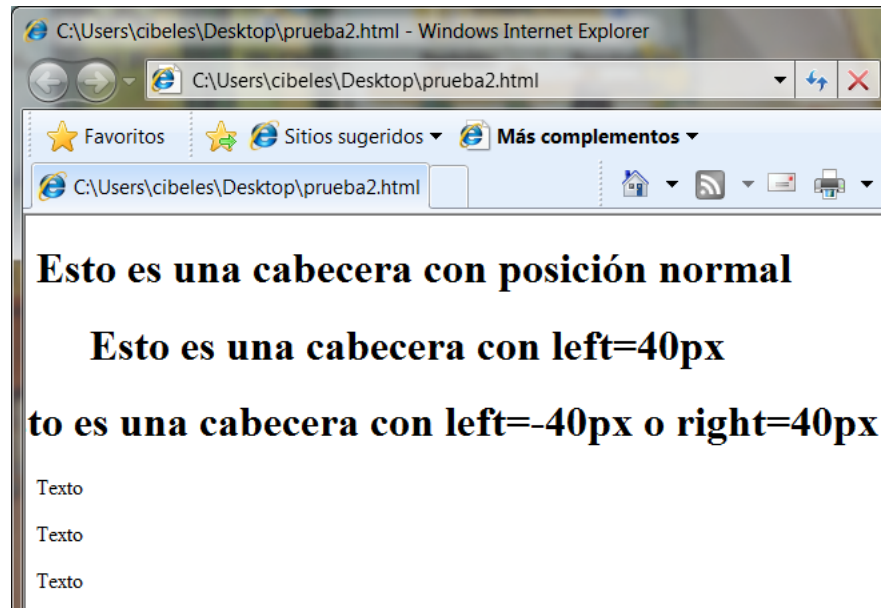 C:\Users\cibeles\Desktop\prueba2.html - Windows Internet Explorer
C:\Users\cibeles\Desktop\prueba2.html
Favoritos Sitios sugeridos Más complementos
C:\Users\cibeles\Desktop\prueba2.html
Esto es una cabecera con posición normal
Esto es una cabecera con left=40px
to es una cabecera con left=-40px o right=40px
Texto
Texto
Texto